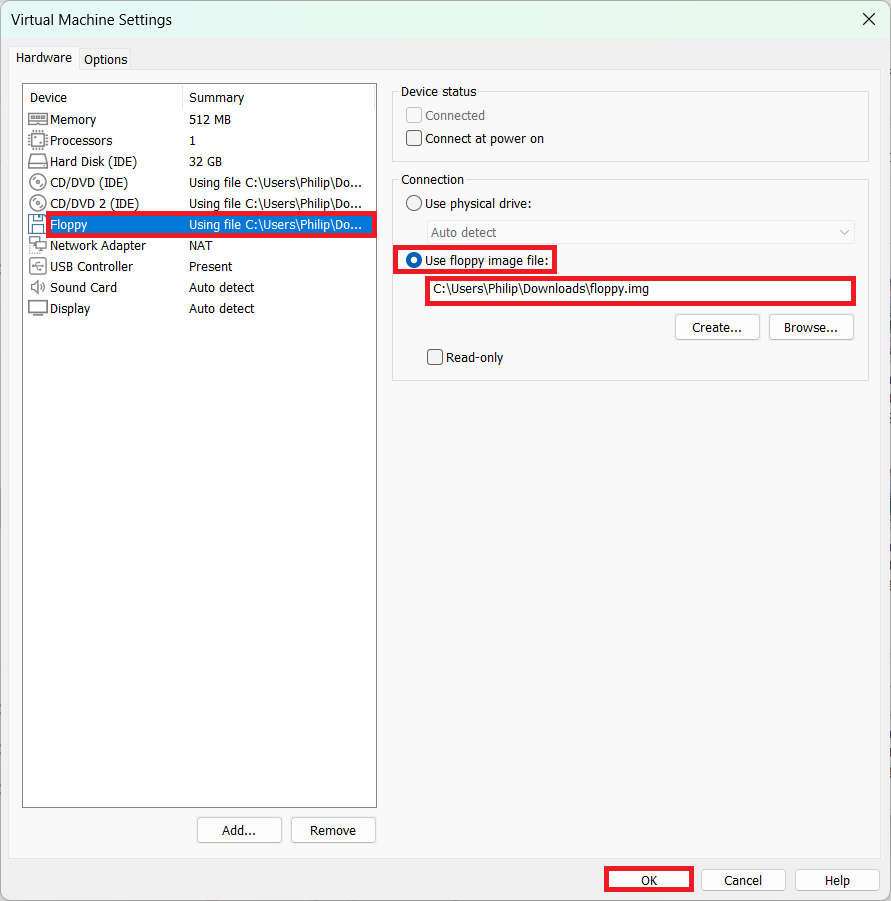 Virtual Machine Settings
Hardware Options
Device Summary
Memory 512 MB
Processors 1
Hard Disk (IDE) 32 GB
CD/DVD (IDE) Using file C:\Users\Philip\Do...
CD/DVD 2 (IDE) Using file C:\Users\Philip\Do...
Floppy Using file C:\Users\Philip\Do...
Network Adapter NAT
USB Controller Present
Sound Card Auto detect
Display Auto detect
Add... Remove
Device status
Connected
Connect at power on
Connection
Use physical drive:
Auto detect
Use floppy image file:
C:\Users\Philip\Downloads\floppy.img
Create... Browse...
Read-only
OK Cancel Help